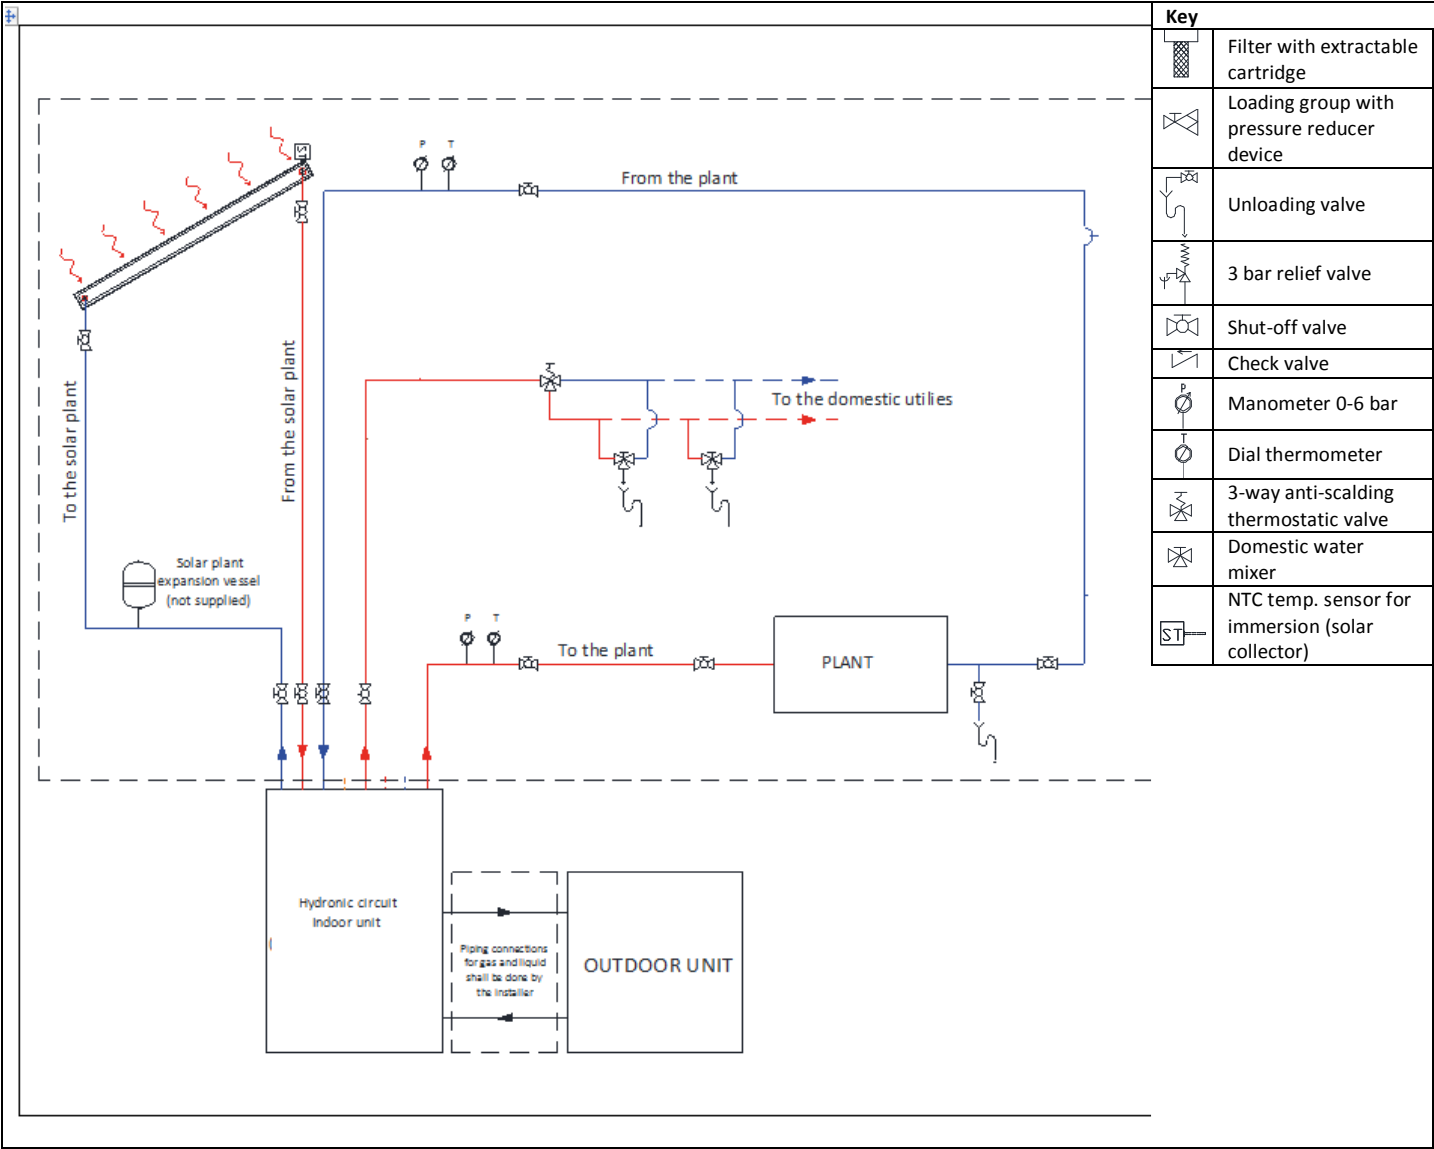 Key
Filter with extractable
cartridge
Loading group with
pressure reducer
device
Unloading valve
3 bar relief valve
Shut-off valve
Check valve
P
Manometer 0-6 bar
T
Dial thermometer
3-way anti-scalding
thermostatic valve
Domestic water
mixer
ST
NTC temp. sensor for
immersion (solar
collector)
ST
P T
From the plant
To the solar plant
From the solar plant
To the domestic utilies
Solar plant
expansion vessel
(not supplied)
P T
To the plant
PLANT
Hydronic circuit
Indoor unit
(
Piping connections
for gas and liquid
shall be done by
the installer
OUTDOOR UNIT